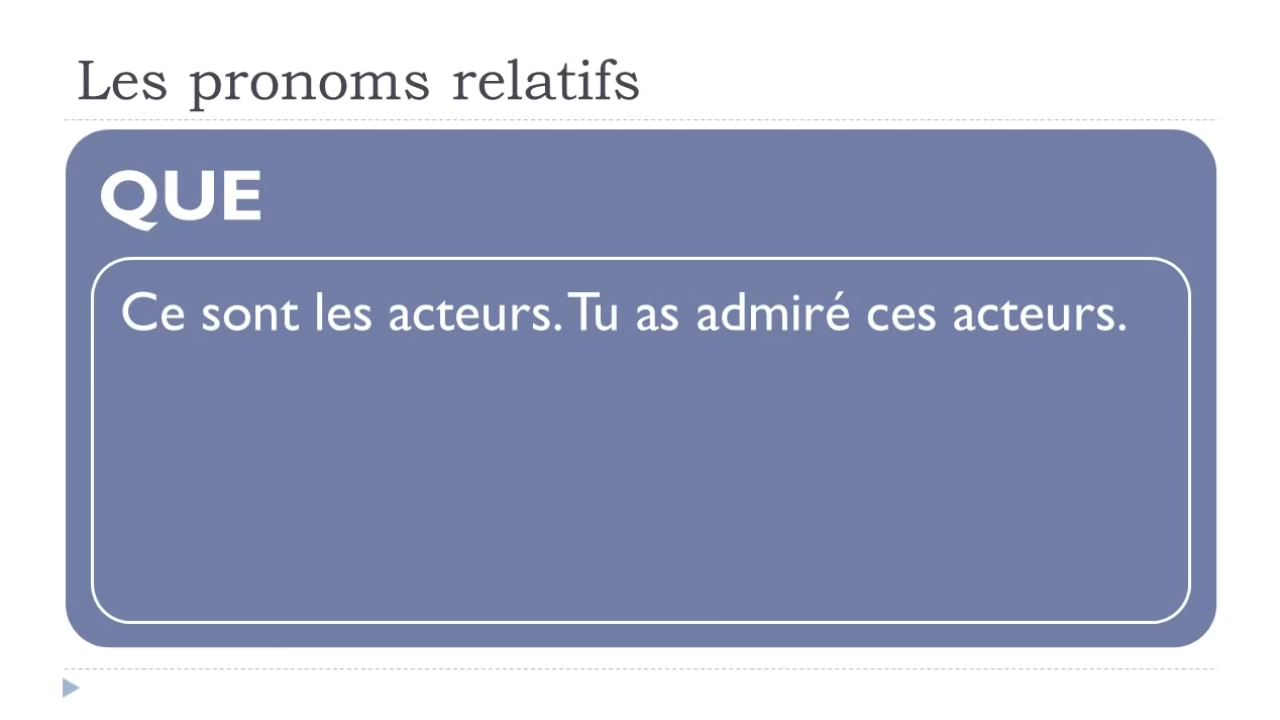 Les pronoms relatifs
QUE
Ce sont les acteurs. Tu as admiré ces acteurs.